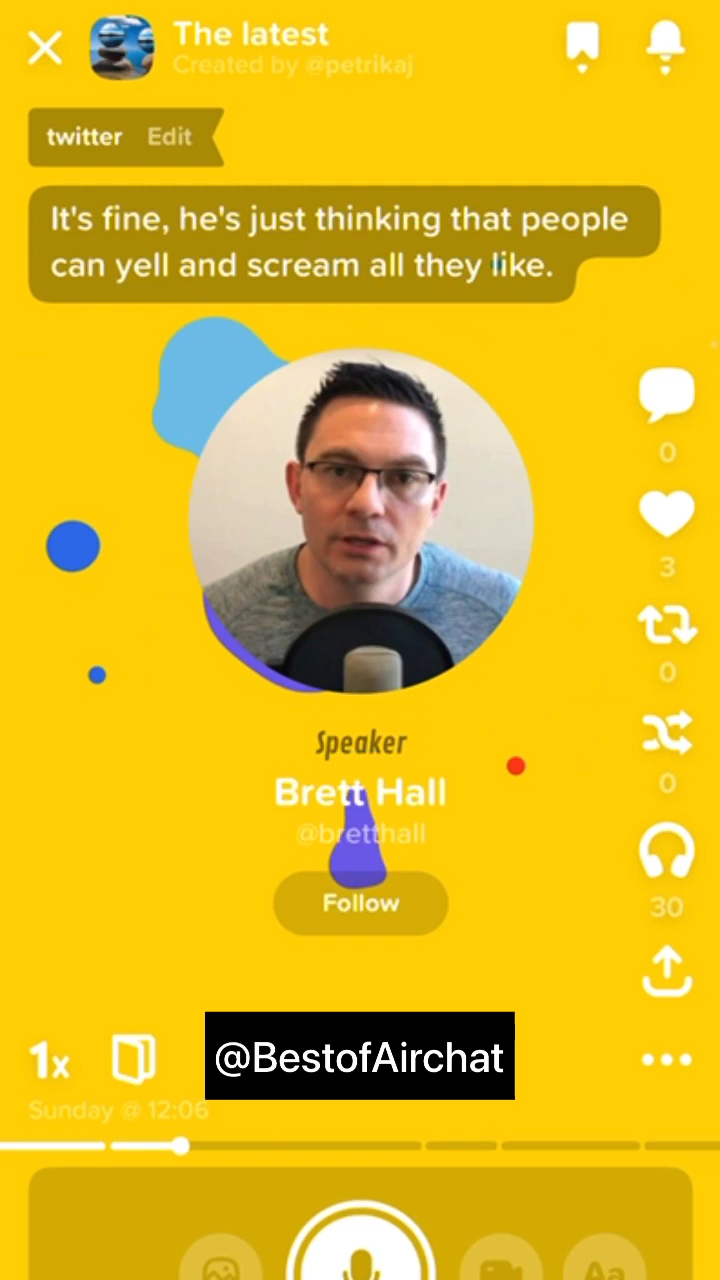 The latest
Created by @petrikaj
twitter Edit
It's fine, he's just thinking that people
can yell and scream all they like.
0
3
0
0
30
Speaker
Brett Hall
@bretthall
Follow
@BestofAirchat
1x
Sunday @ 12:06
Aa